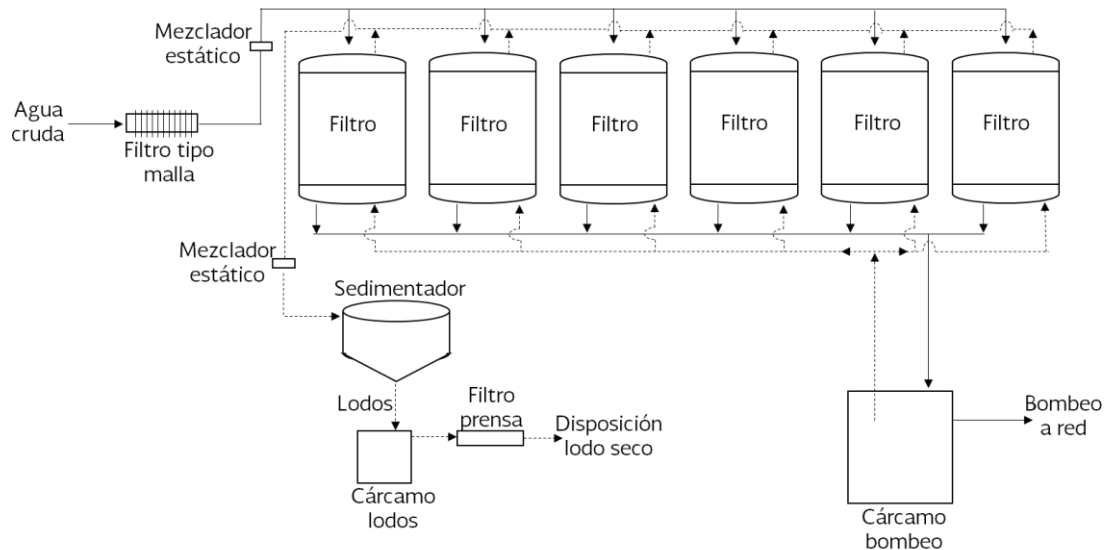 Mezclador
estático
Agua
cruda
Filtro tipo
malla
Filtro
Filtro
Filtro
Filtro
Filtro
Filtro
Mezclador
estático
Sedimentador
Lodos
Filtro
prensa
Disposición
lodo seco
Cárcamo
lodos
Bombeo
a red
Cárcamo
bombeo